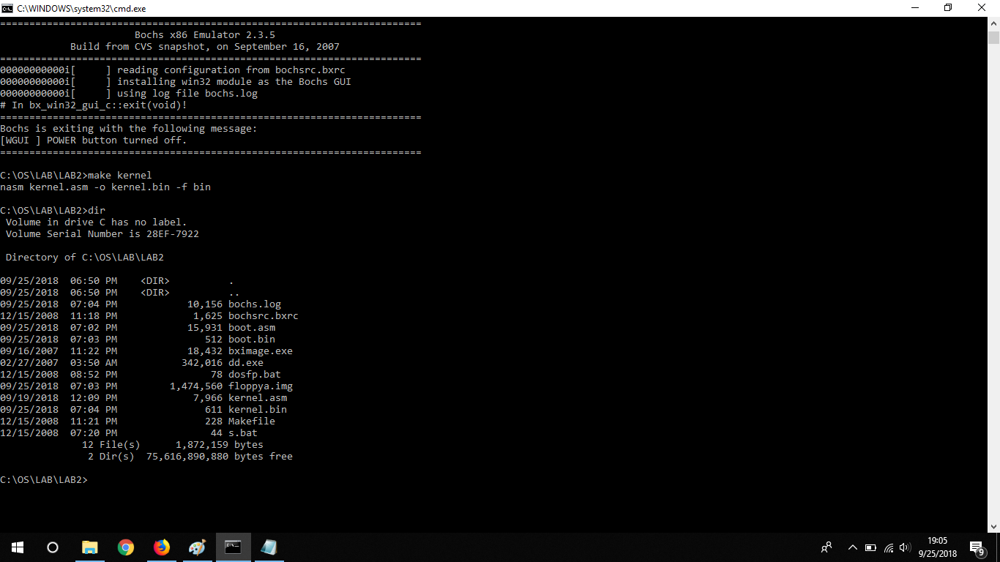 C:\WINDOWS\system32\cmd.exe
========================================================================
Bochs x86 Emulator 2.3.5
Build from CVS snapshot, on September 16, 2007
========================================================================
00000000000i[     ] reading configuration from bochsrc.bxrc
00000000000i[     ] installing win32 module as the Bochs GUI
00000000000i[     ] using log file bochs.log
# In bx_win32_gui_c::exit(void)!
========================================================================
Bochs is exiting with the following message:
[WGUI ] POWER button turned off.
========================================================================
C:\OS\LAB\LAB2>make kernel
nasm kernel.asm -o kernel.bin -f bin
C:\OS\LAB\LAB2>dir
Volume in drive C has no label.
Volume Serial Number is 28EF-7922
Directory of C:\OS\LAB\LAB2
09/25/2018  06:50 PM    <DIR>          .
09/25/2018  06:50 PM    <DIR>          ..
09/25/2018  07:04 PM            10,156 bochs.log
12/15/2008  11:18 PM             1,625 bochsrc.bxrc
09/25/2018  07:02 PM            15,931 boot.asm
09/25/2018  07:03 PM               512 boot.bin
09/16/2007  11:22 PM            18,432 bximage.exe
02/27/2007  03:50 AM           342,016 dd.exe
12/15/2008  08:52 PM                78 dosfp.bat
09/25/2018  07:03 PM         1,474,560 floppya.img
09/19/2018  12:09 PM             7,966 kernel.asm
09/25/2018  07:04 PM               611 kernel.bin
12/15/2008  11:21 PM               228 Makefile
12/15/2008  07:20 PM                44 s.bat
12 File(s)      1,872,159 bytes
2 Dir(s)  75,616,890,880 bytes free
C:\OS\LAB\LAB2>
19:05
9/25/2018
9